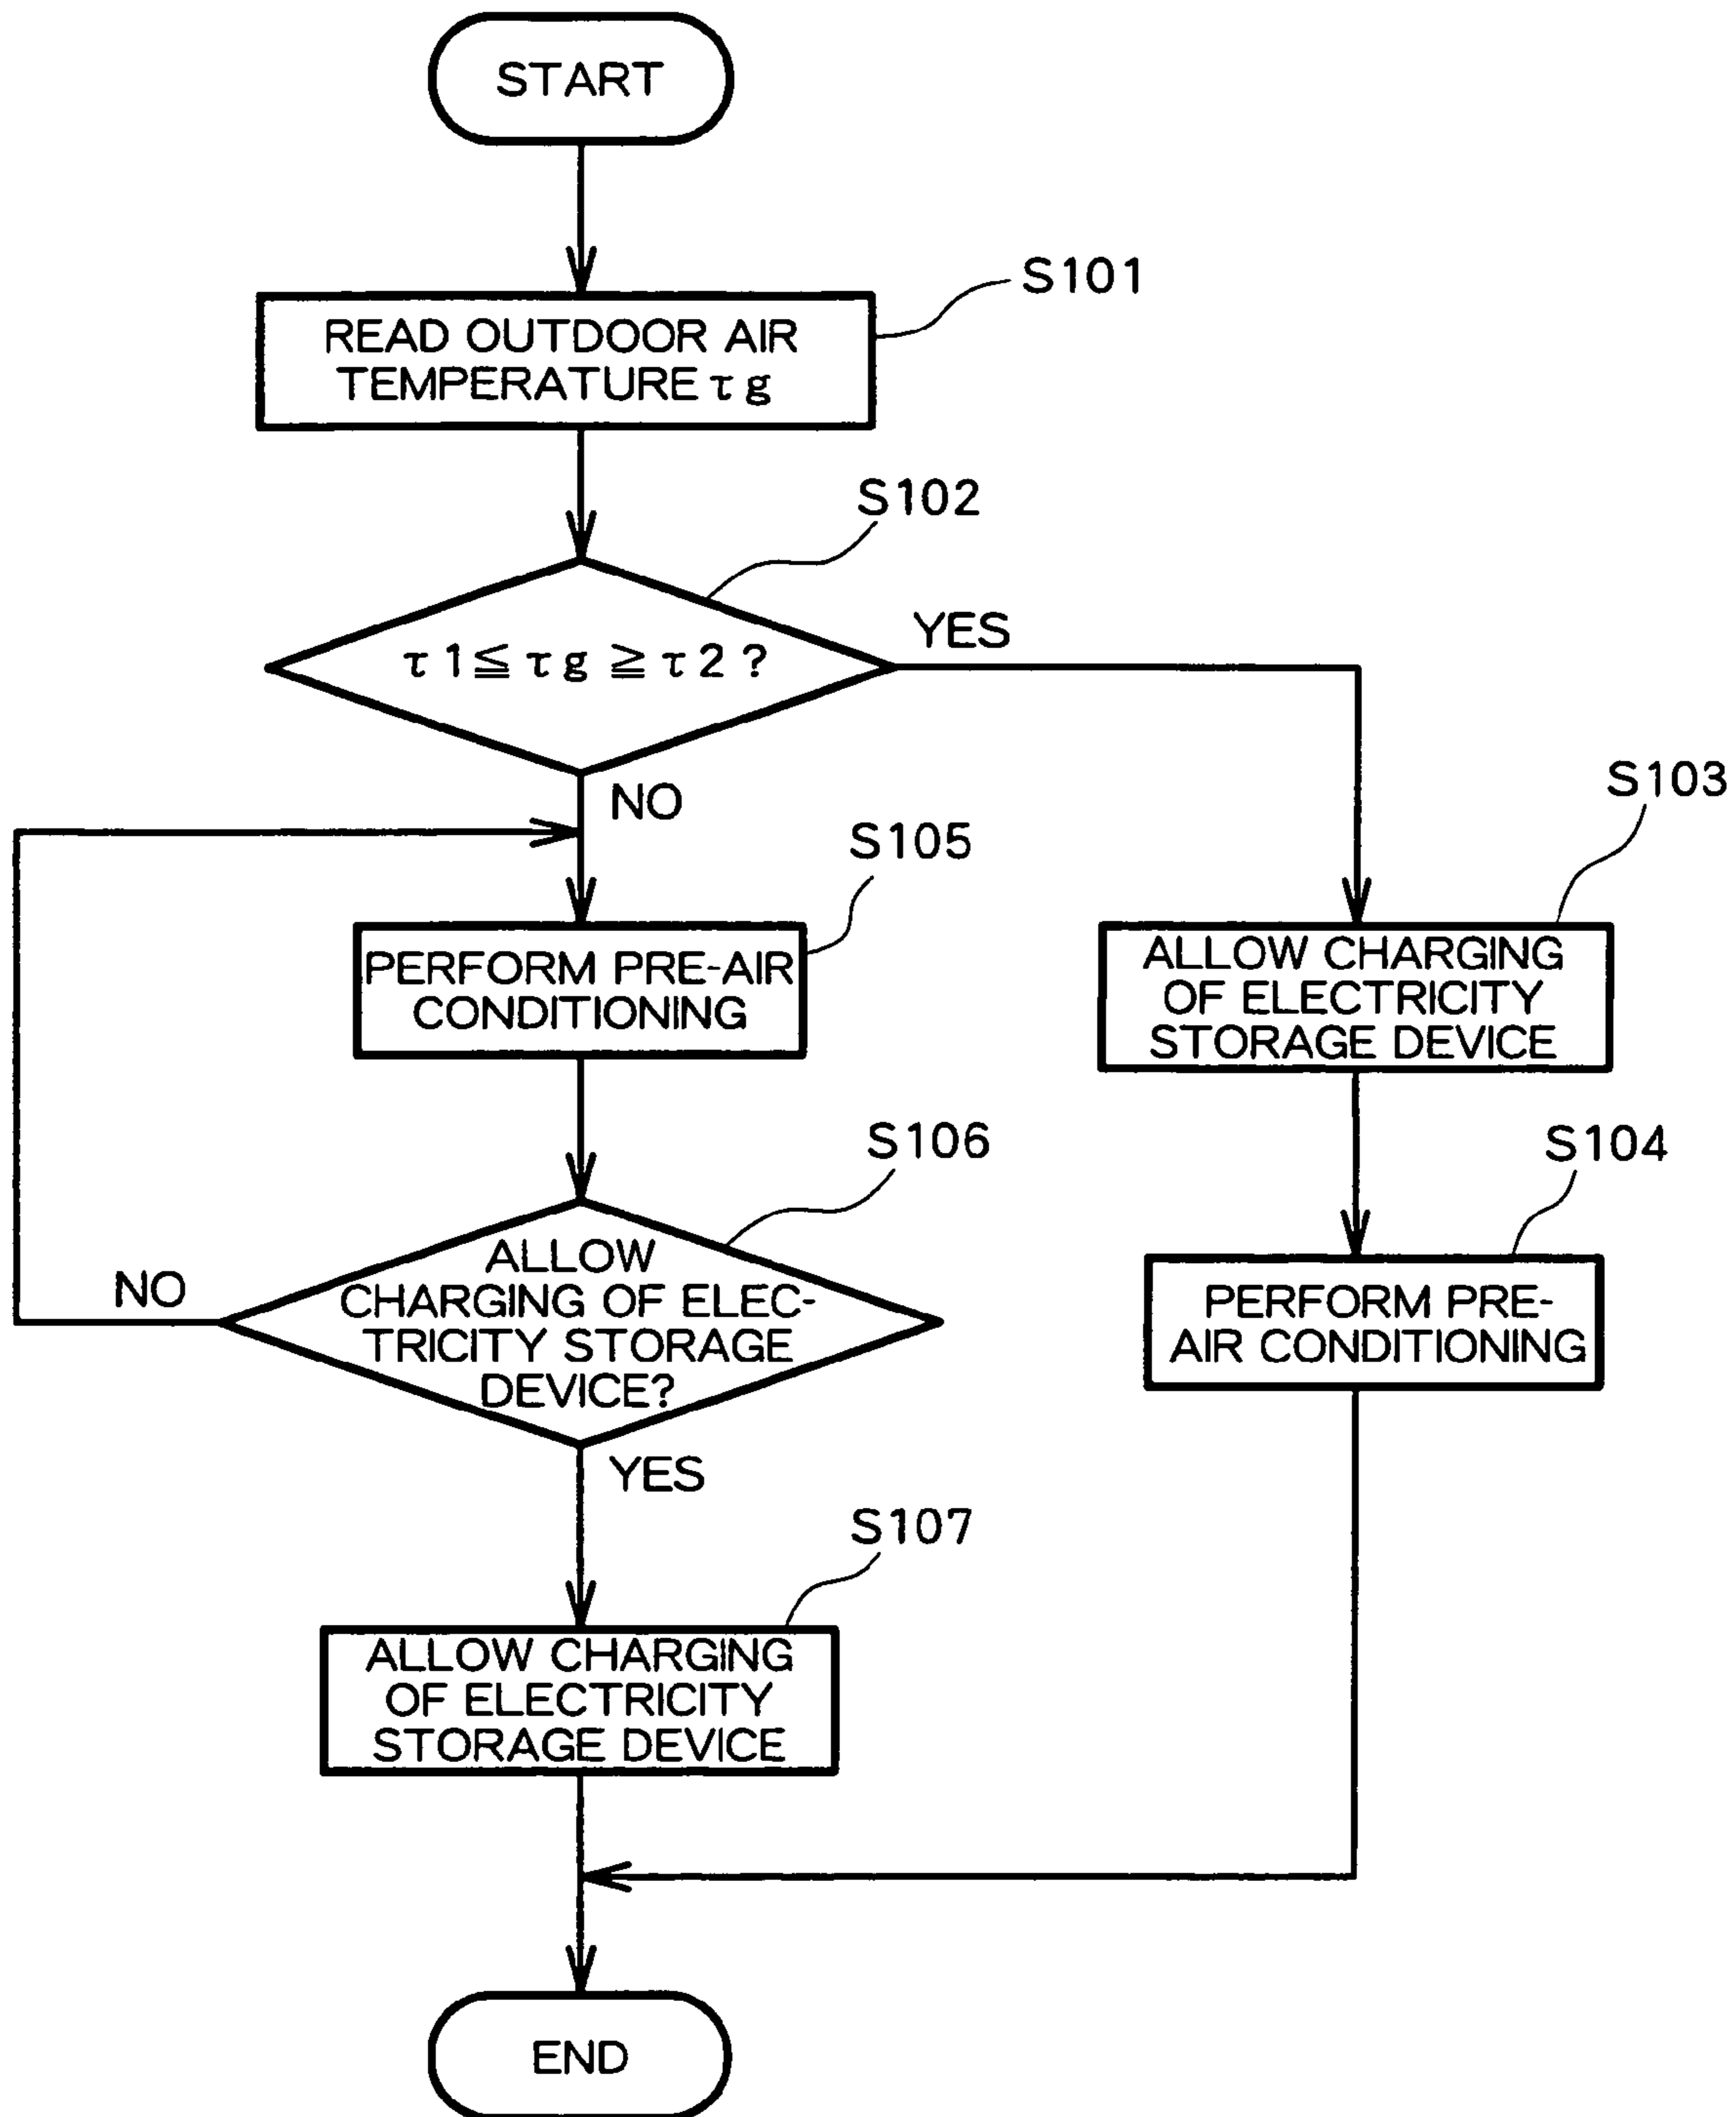 START
S101
READ OUTDOOR AIR
TEMPERATURE τg
S102
τ1≦τg≧τ2?
YES
NO
S103
S105
PERFORM PRE-AIR
CONDITIONING
ALLOW CHARGING
OF ELECTRICITY
STORAGE DEVICE
S106
S104
ALLOW
CHARGING OF ELEC-
TRICITY STORAGE
DEVICE?
NO
PERFORM PRE-
AIR CONDITIONING
YES
S107
ALLOW CHARGING
OF ELECTRICITY
STORAGE DEVICE
END